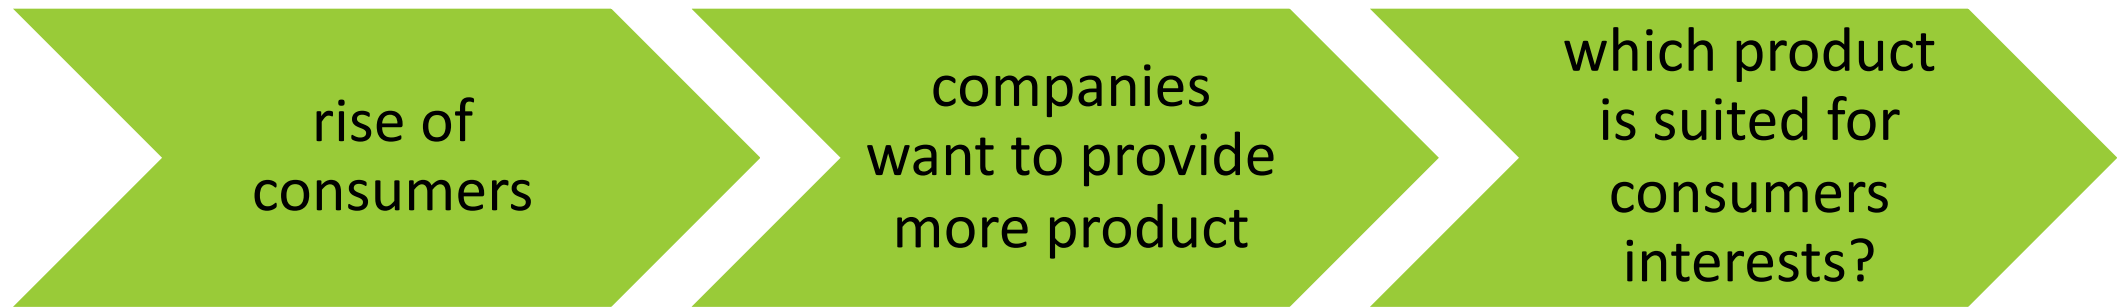 rise of
consumers
companies
want to provide
more product
which product
is suited for
consumers
interests?